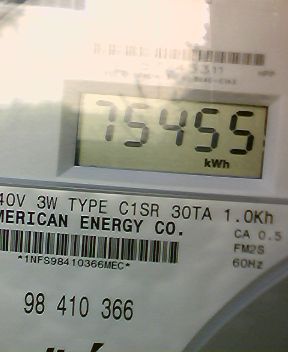 75455
kWh
40V 3W TYPE C1SR 30TA 1.0Kh
MERICAN ENERGY CO.
CA 0.5
*1NFS98410366MEC*
FM2S
60Hz
98 410 366